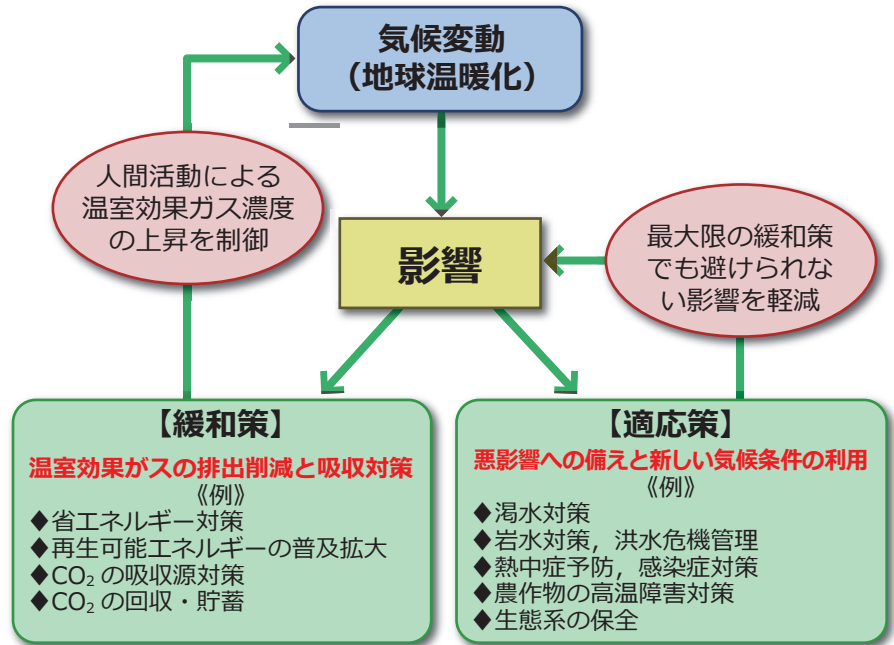 気候変動
（地球温暖化）
人間活動による
温室効果ガス濃度
の上昇を制御
影響
最大限の緩和策
でも避けられな
い影響を軽減
【緩和策】
温室効果がスの排出削減と吸収対策
《例》
◆省エネルギー対策
◆再生可能エネルギーの普及拡大
◆CO₂ の吸収源対策
◆CO₂ の回収・貯蓄
【適応策】
悪影響への備えと新しい気候条件の利用
《例》
◆渇水対策
◆岩水対策，洪水危機管理
◆熱中症予防，感染症対策
◆農作物の高温障害対策
◆生態系の保全